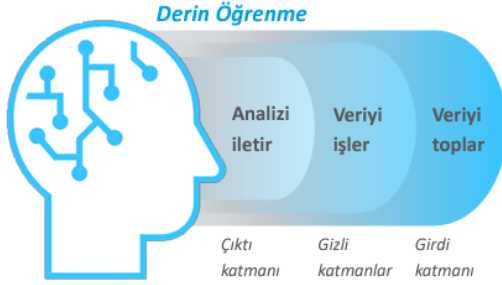 Derin Öğrenme
Analizi
iletir
Veriyi
işler
Veriyi
toplar
Çıktı
katmanı
Gizli
katmanlar
Girdi
katmanı